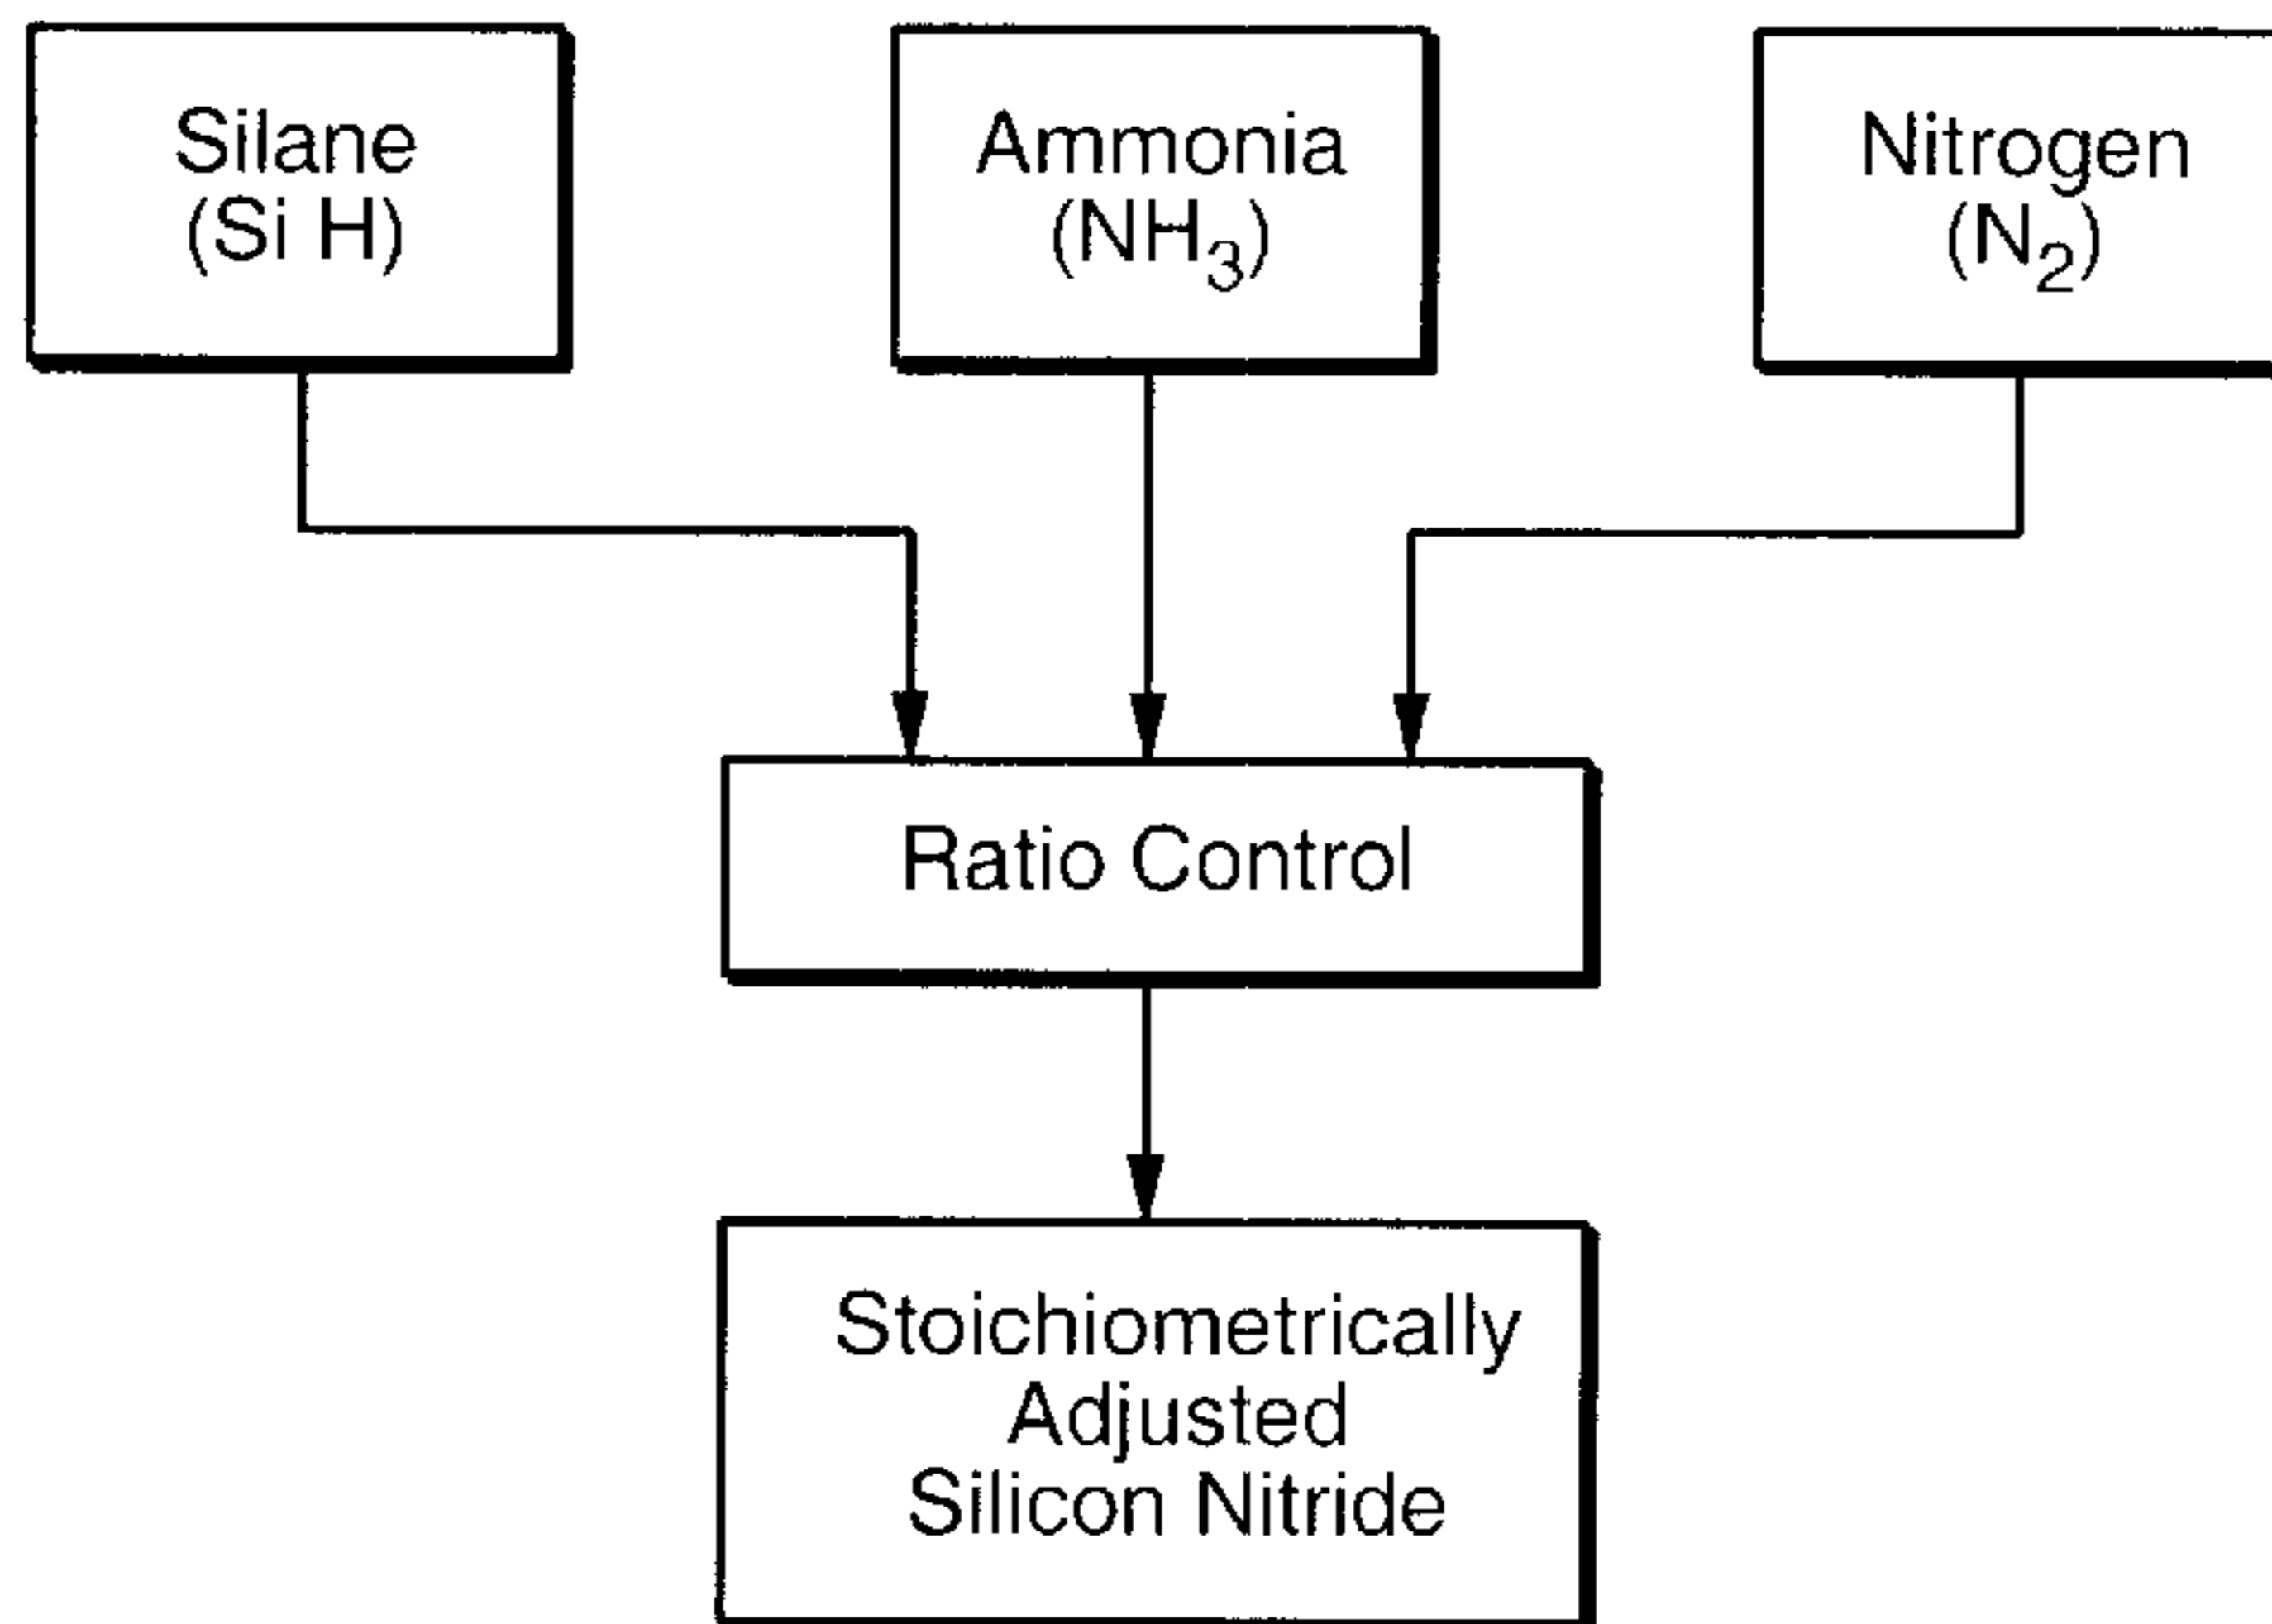 Silane
(Si H)
Ammonia
(NH₃)
Nitrogen
(N₂)
Ratio Control
Stoichiometrically
Adjusted
Silicon Nitride